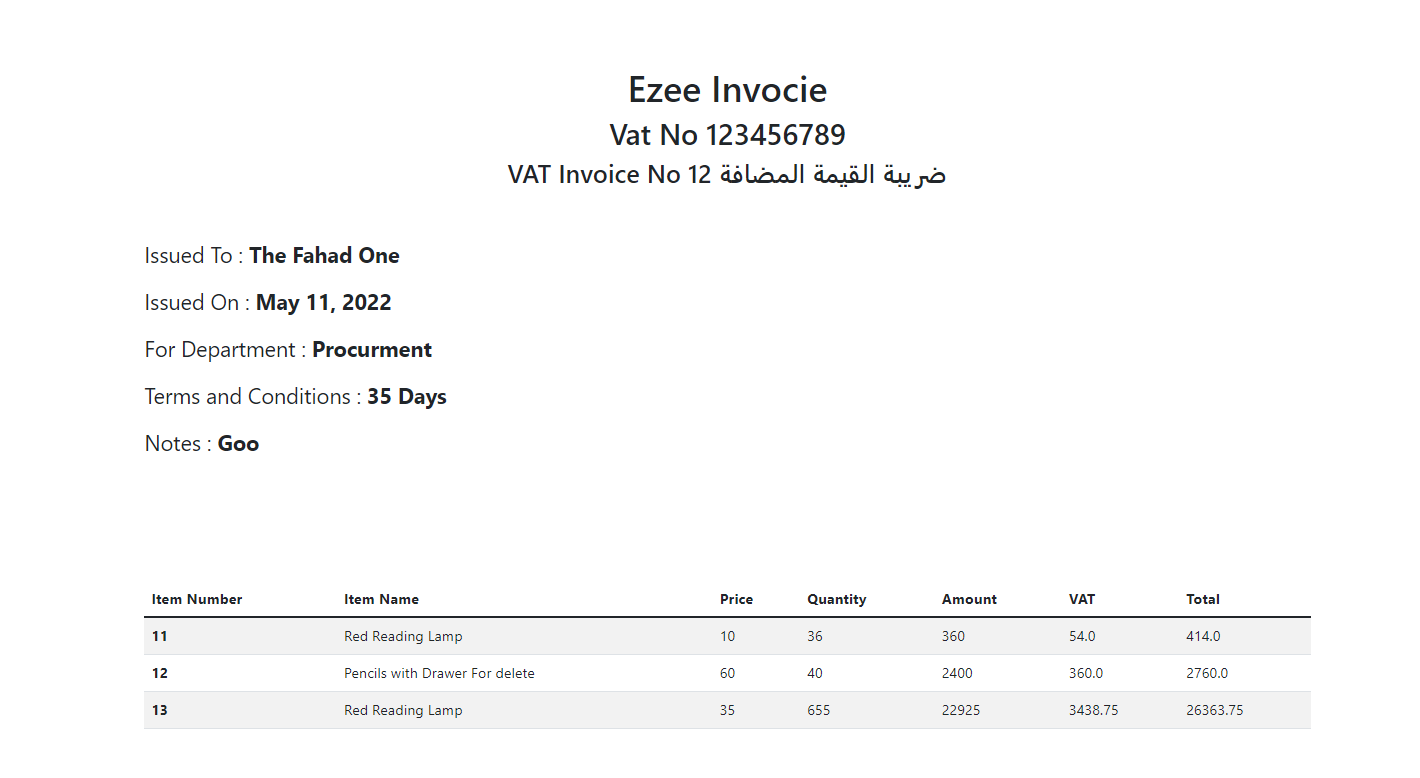 Ezee Invocie
Vat No 123456789
VAT Invoice No 12 ضريبة القيمة المضافة
Issued To : The Fahad One
Issued On : May 11, 2022
For Department : Procurment
Terms and Conditions : 35 Days
Notes : Goo
Item Number Item Name Price Quantity Amount VAT Total
11 Red Reading Lamp 10 36 360 54.0 414.0
12 Pencils with Drawer For delete 60 40 2400 360.0 2760.0
13 Red Reading Lamp 35 655 22925 3438.75 26363.75